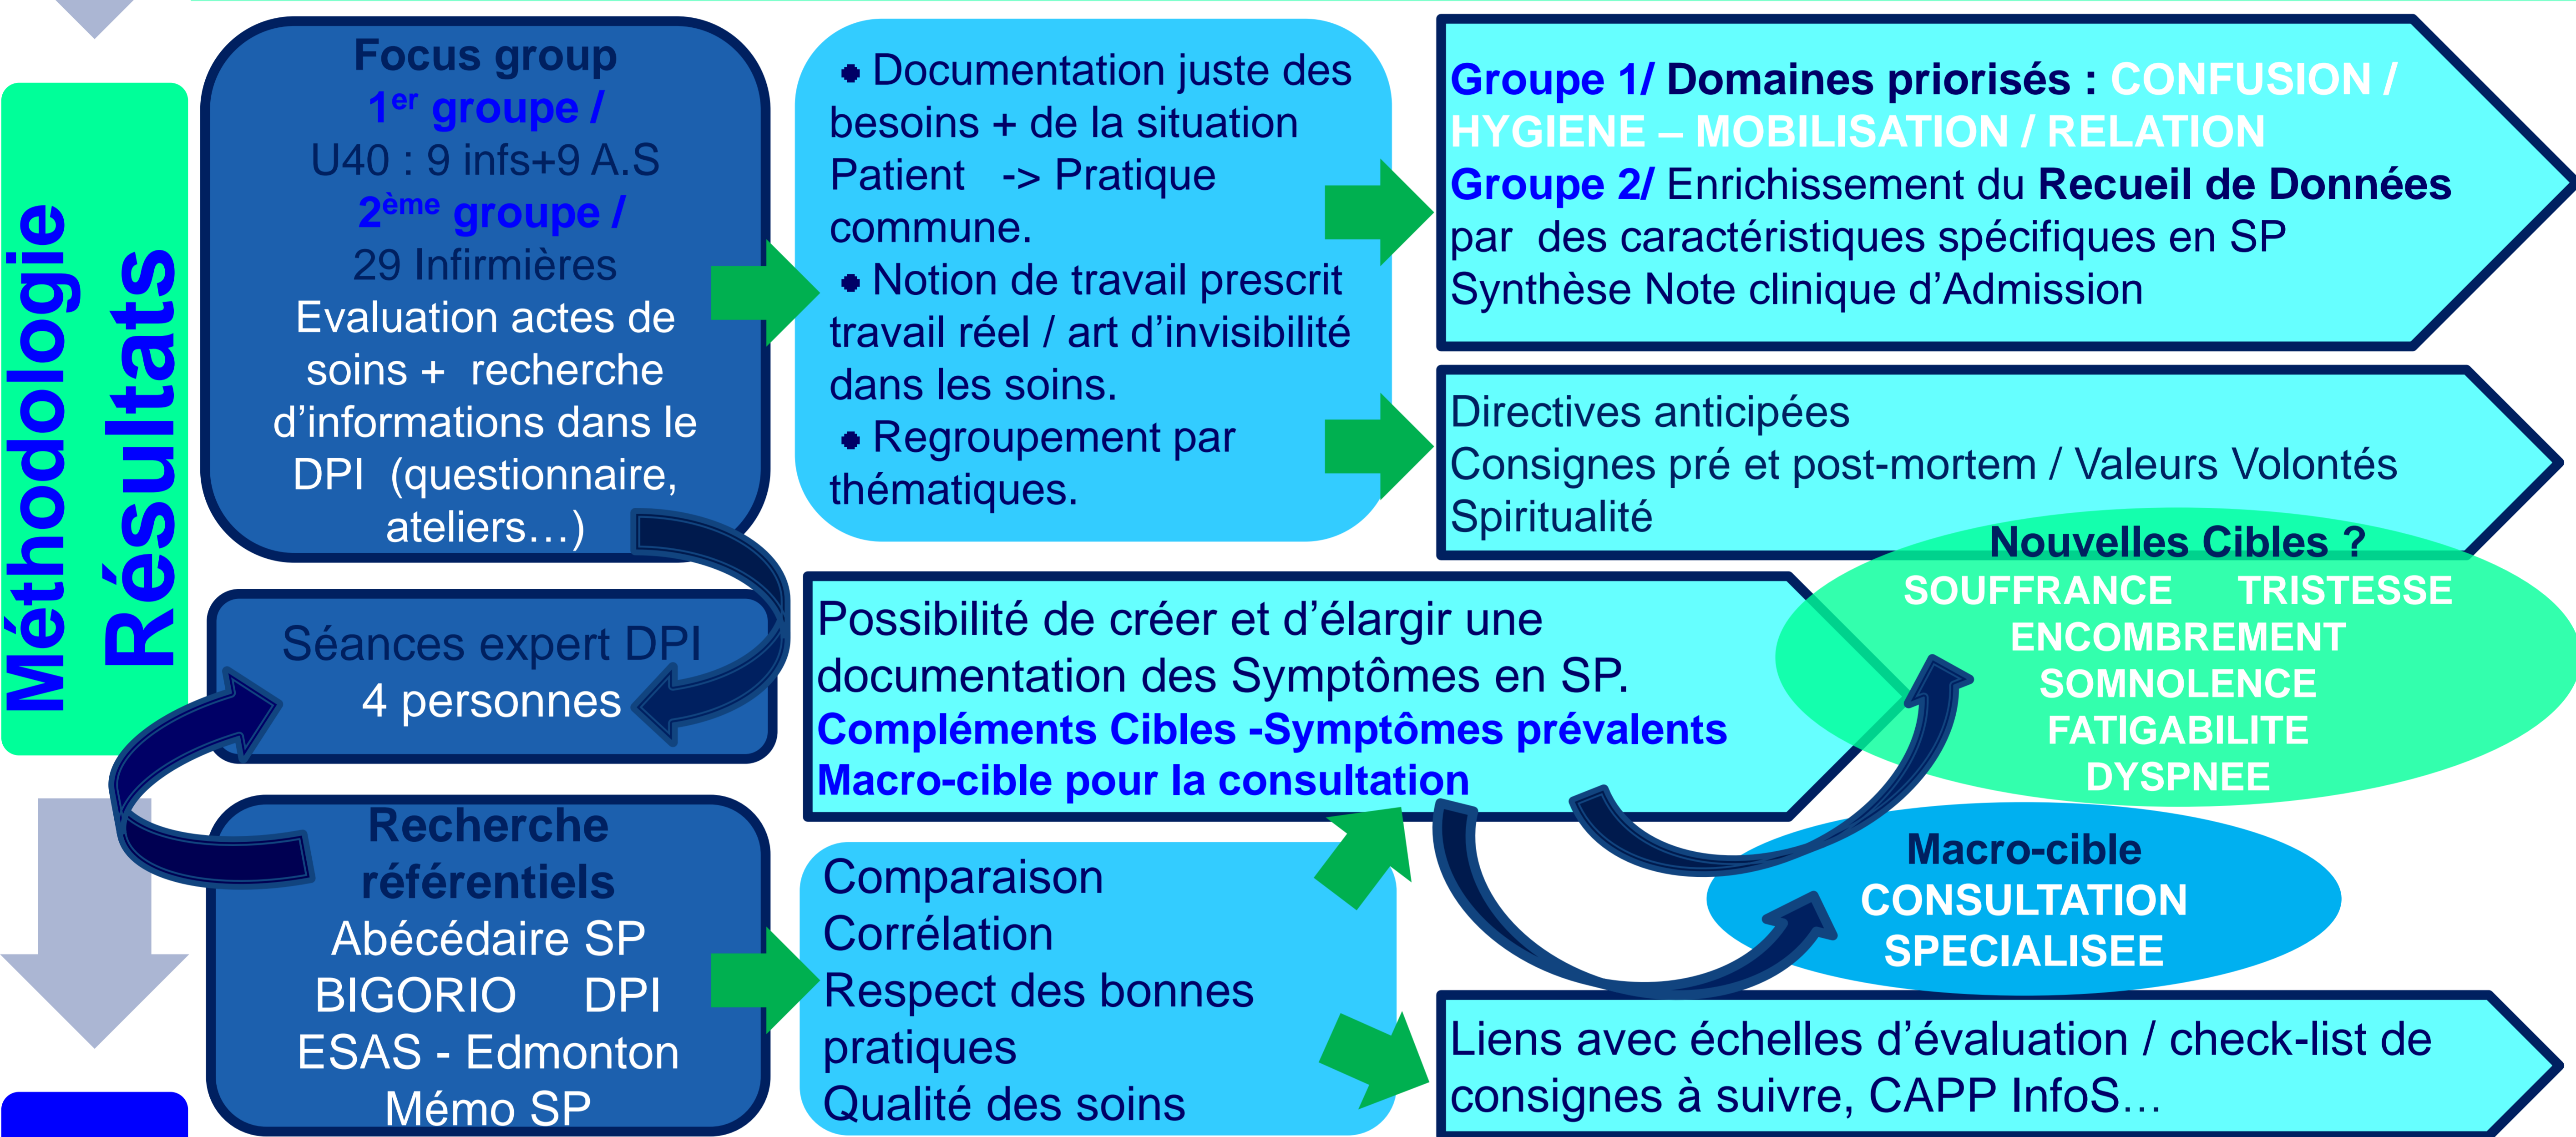 Méthodologie
Résultats
Focus group
1er groupe /
U40 : 9 infs+9 A.S
2ème groupe /
29 Infirmières
Evaluation actes de
soins + recherche
d’informations dans le
DPI (questionnaire,
ateliers…)
• Documentation juste des
besoins + de la situation
Patient -> Pratique
commune.
• Notion de travail prescrit
travail réel / art d’invisibilité
dans les soins.
• Regroupement par
thématiques.
Groupe 1/ Domaines priorisés : CONFUSION /
HYGIENE – MOBILISATION / RELATION
Groupe 2/ Enrichissement du Recueil de Données
par des caractéristiques spécifiques en SP
Synthèse Note clinique d’Admission
Directives anticipées
Consignes pré et post-mortem / Valeurs Volontés
Spiritualité
Séances expert DPI
4 personnes
Possibilité de créer et d’élargir une
documentation des Symptômes en SP.
Compléments Cibles -Symptômes prévalents
Macro-cible pour la consultation
Nouvelles Cibles ?
SOUFFRANCE TRISTESSE
ENCOMBREMENT
SOMNOLENCE
FATIGABILITE
DYSPNEE
Recherche
référentiels
Abécédaire SP
BIGORIO DPI
ESAS - Edmonton
Mémo SP
Comparaison
Corrélation
Respect des bonnes
pratiques
Qualité des soins
Macro-cible
CONSULTATION
SPECIALISEE
Liens avec échelles d’évaluation / check-list de
consignes à suivre, CAPP InfoS…